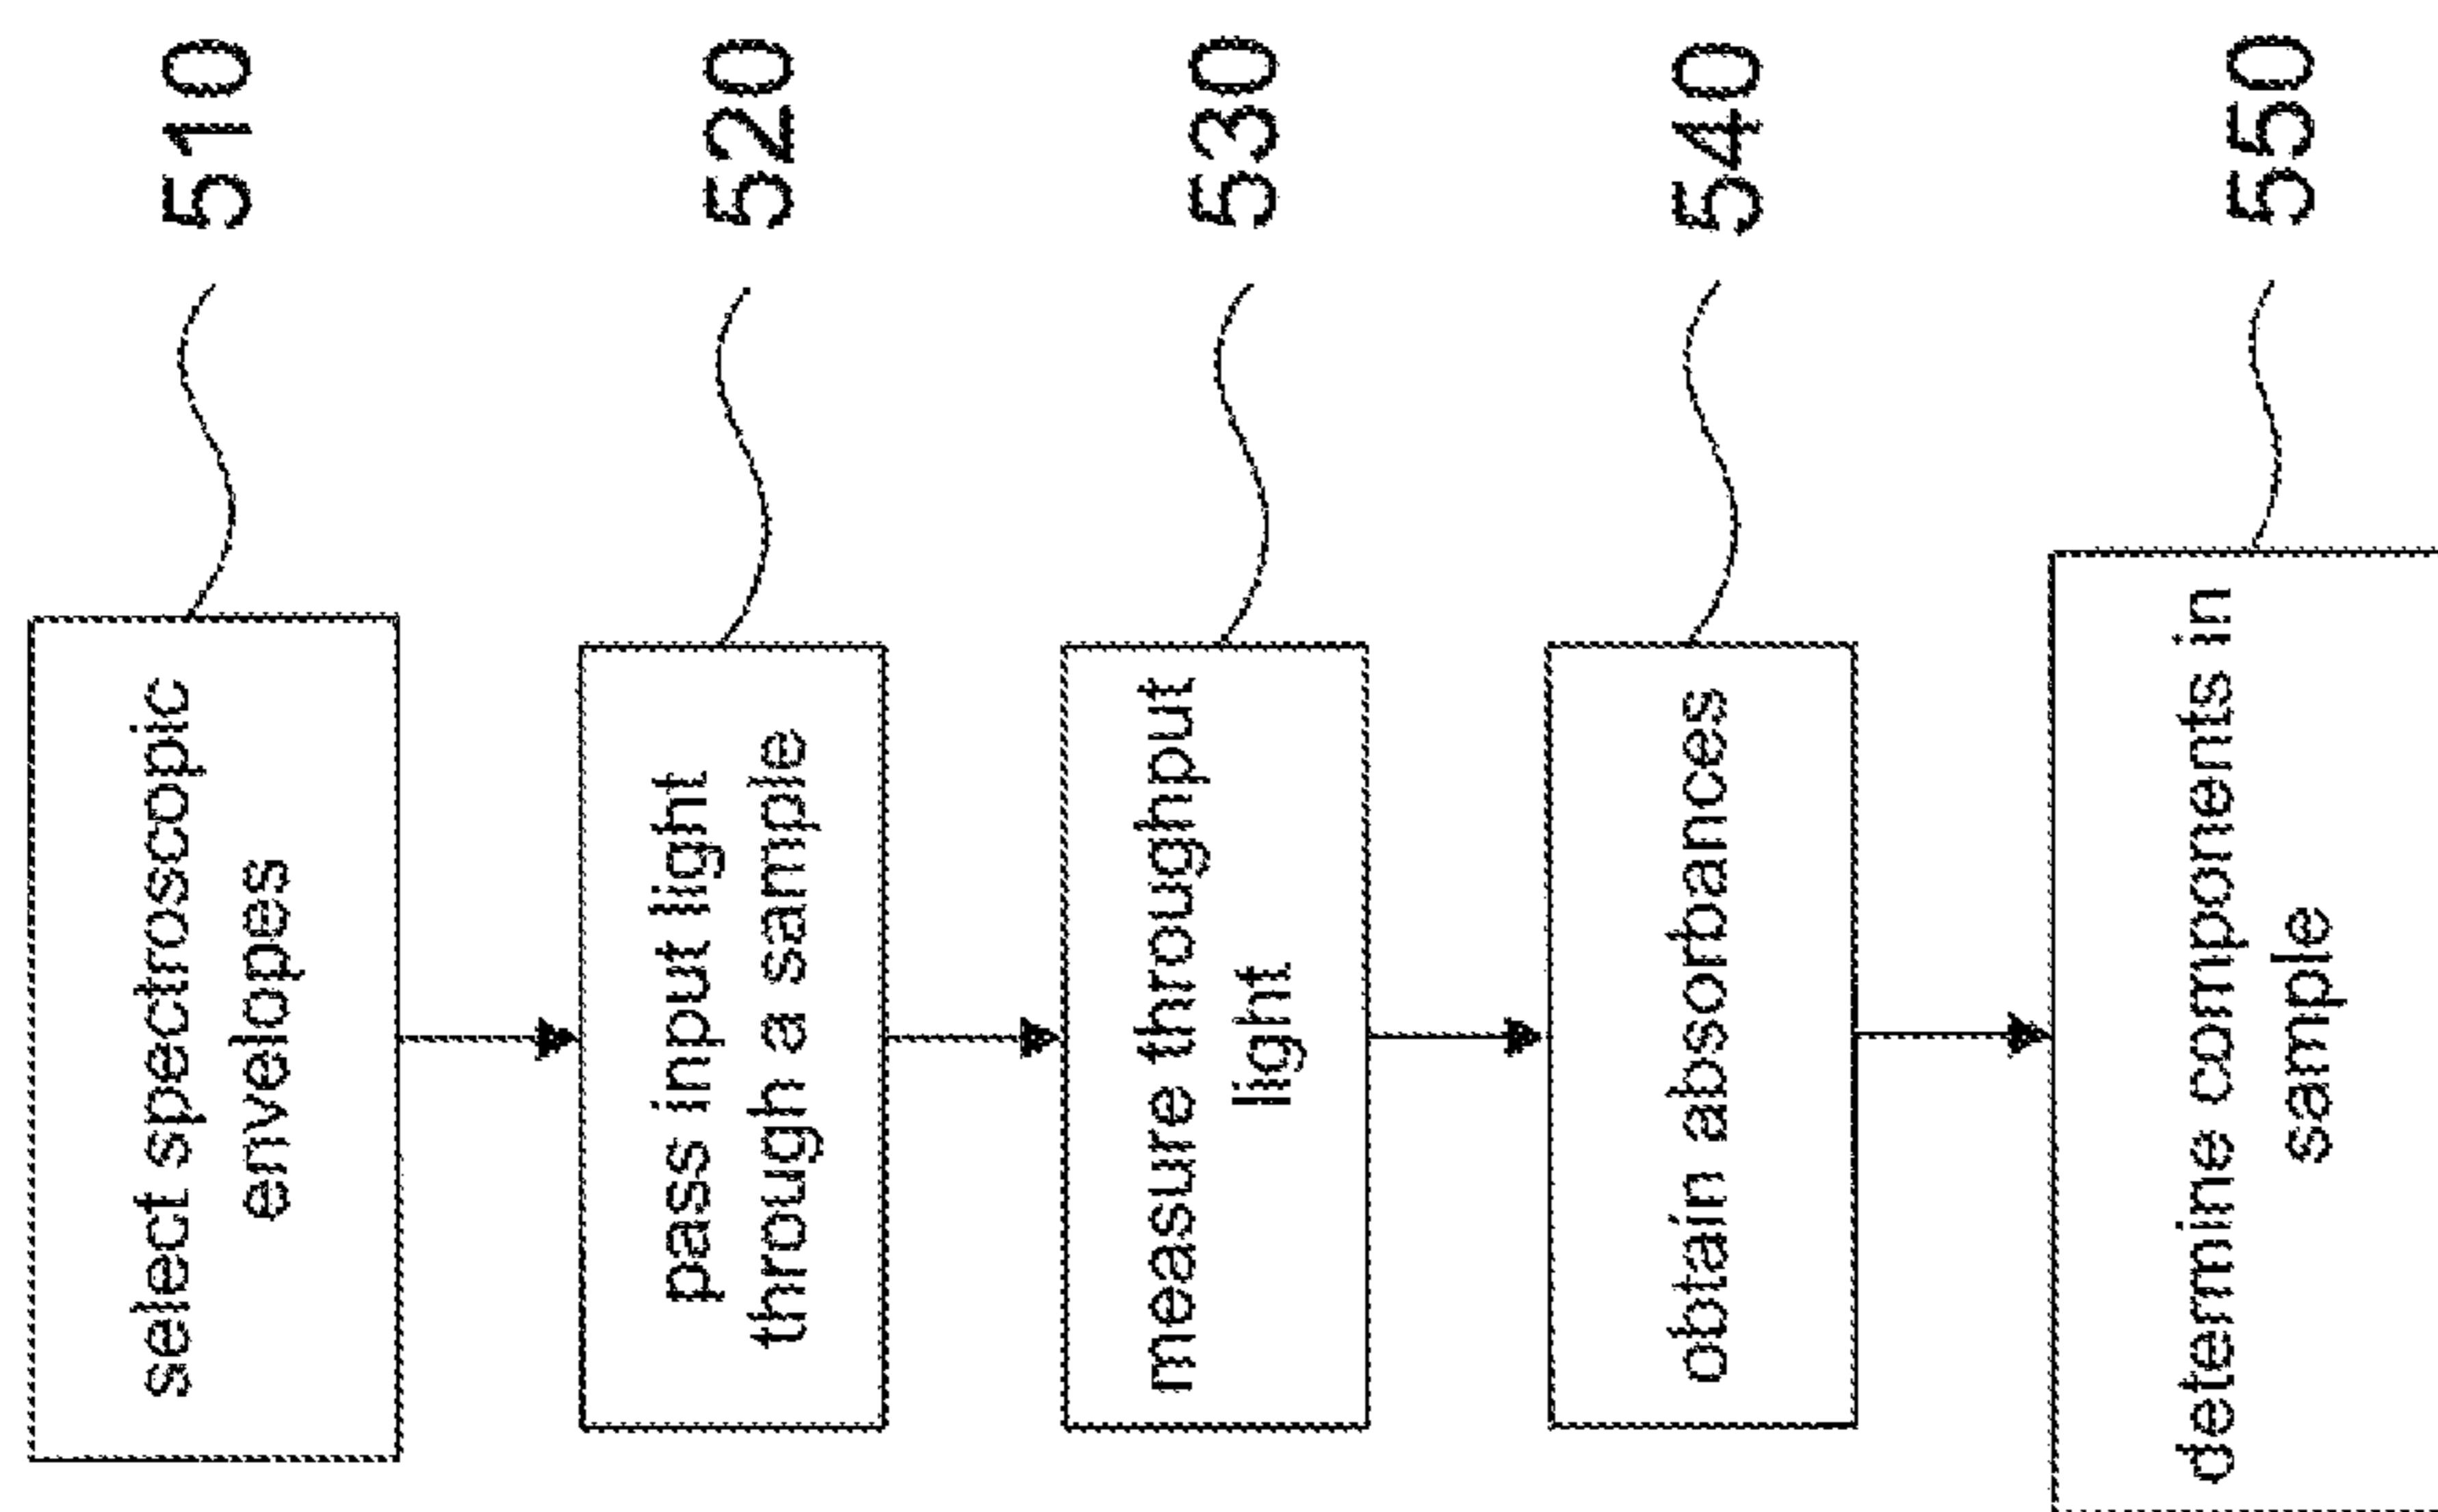 select spectroscopic
envelopes
510
pass input light
through a sample
520
measure throughput
light
530
obtain absorbances
540
determine components in
sample
550